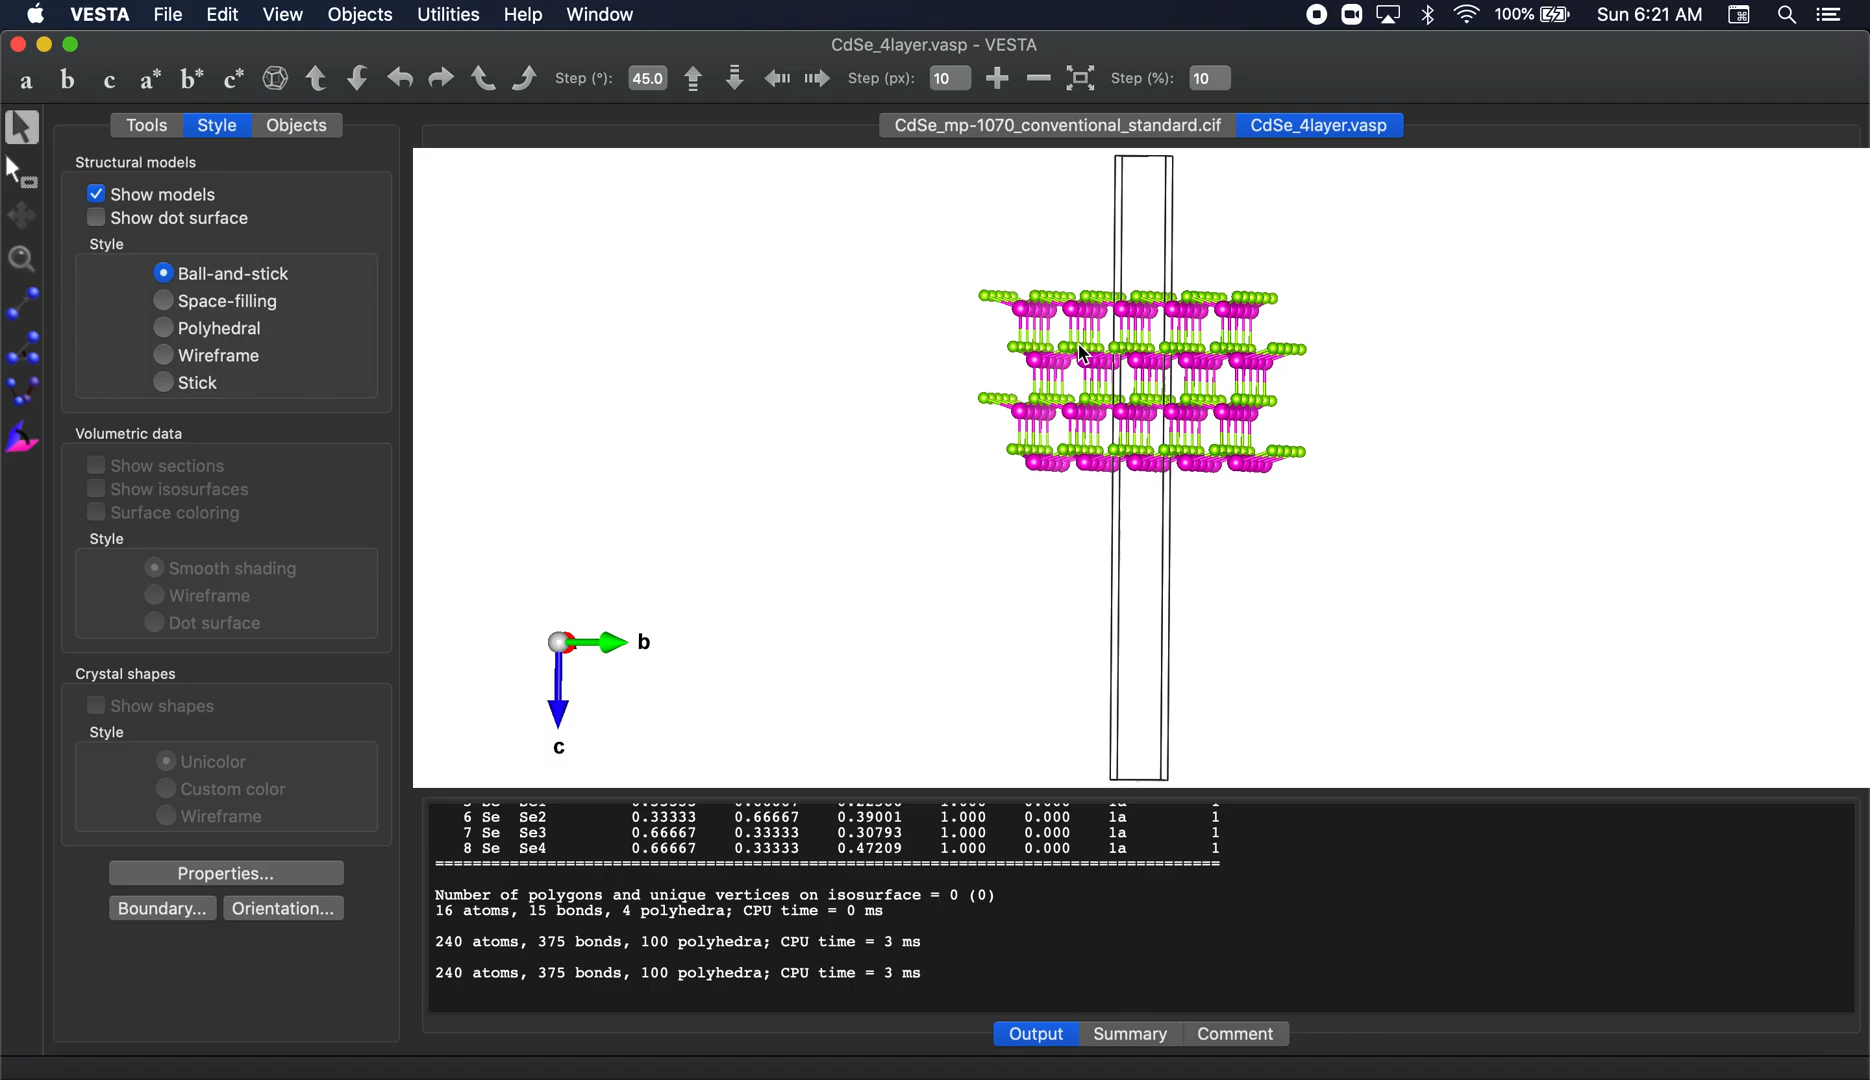 VESTA File Edit View Objects Utilities Help Window 100% Sun 6:21 AM
CdSe_4layer.vasp - VESTA
a b c a* b* c* Step (°): 45.0 Step (px): 10 Step (%): 10
Tools Style Objects
CdSe_mp-1070_conventional_standard.cif CdSe_4layer.vasp
Structural models
Show models
Show dot surface
Style
Ball-and-stick
Space-filling
Polyhedral
Wireframe
Stick
Volumetric data
Show sections
Show isosurfaces
Surface coloring
Style
Smooth shading
Wireframe
Dot surface
Crystal shapes
Show shapes
Style
Unicolor
Custom color
Wireframe
Properties...
Boundary... Orientation...
b
c
6 Se Se2 0.33333 0.66667 0.39001 1.000 0.000 1a 1
7 Se Se3 0.66667 0.33333 0.30793 1.000 0.000 1a 1
8 Se Se4 0.66667 0.33333 0.47209 1.000 0.000 1a 1
Number of polygons and unique vertices on isosurface = 0 (0)
16 atoms, 15 bonds, 4 polyhedra; CPU time = 0 ms
240 atoms, 375 bonds, 100 polyhedra; CPU time = 3 ms
240 atoms, 375 bonds, 100 polyhedra; CPU time = 3 ms
Output Summary Comment